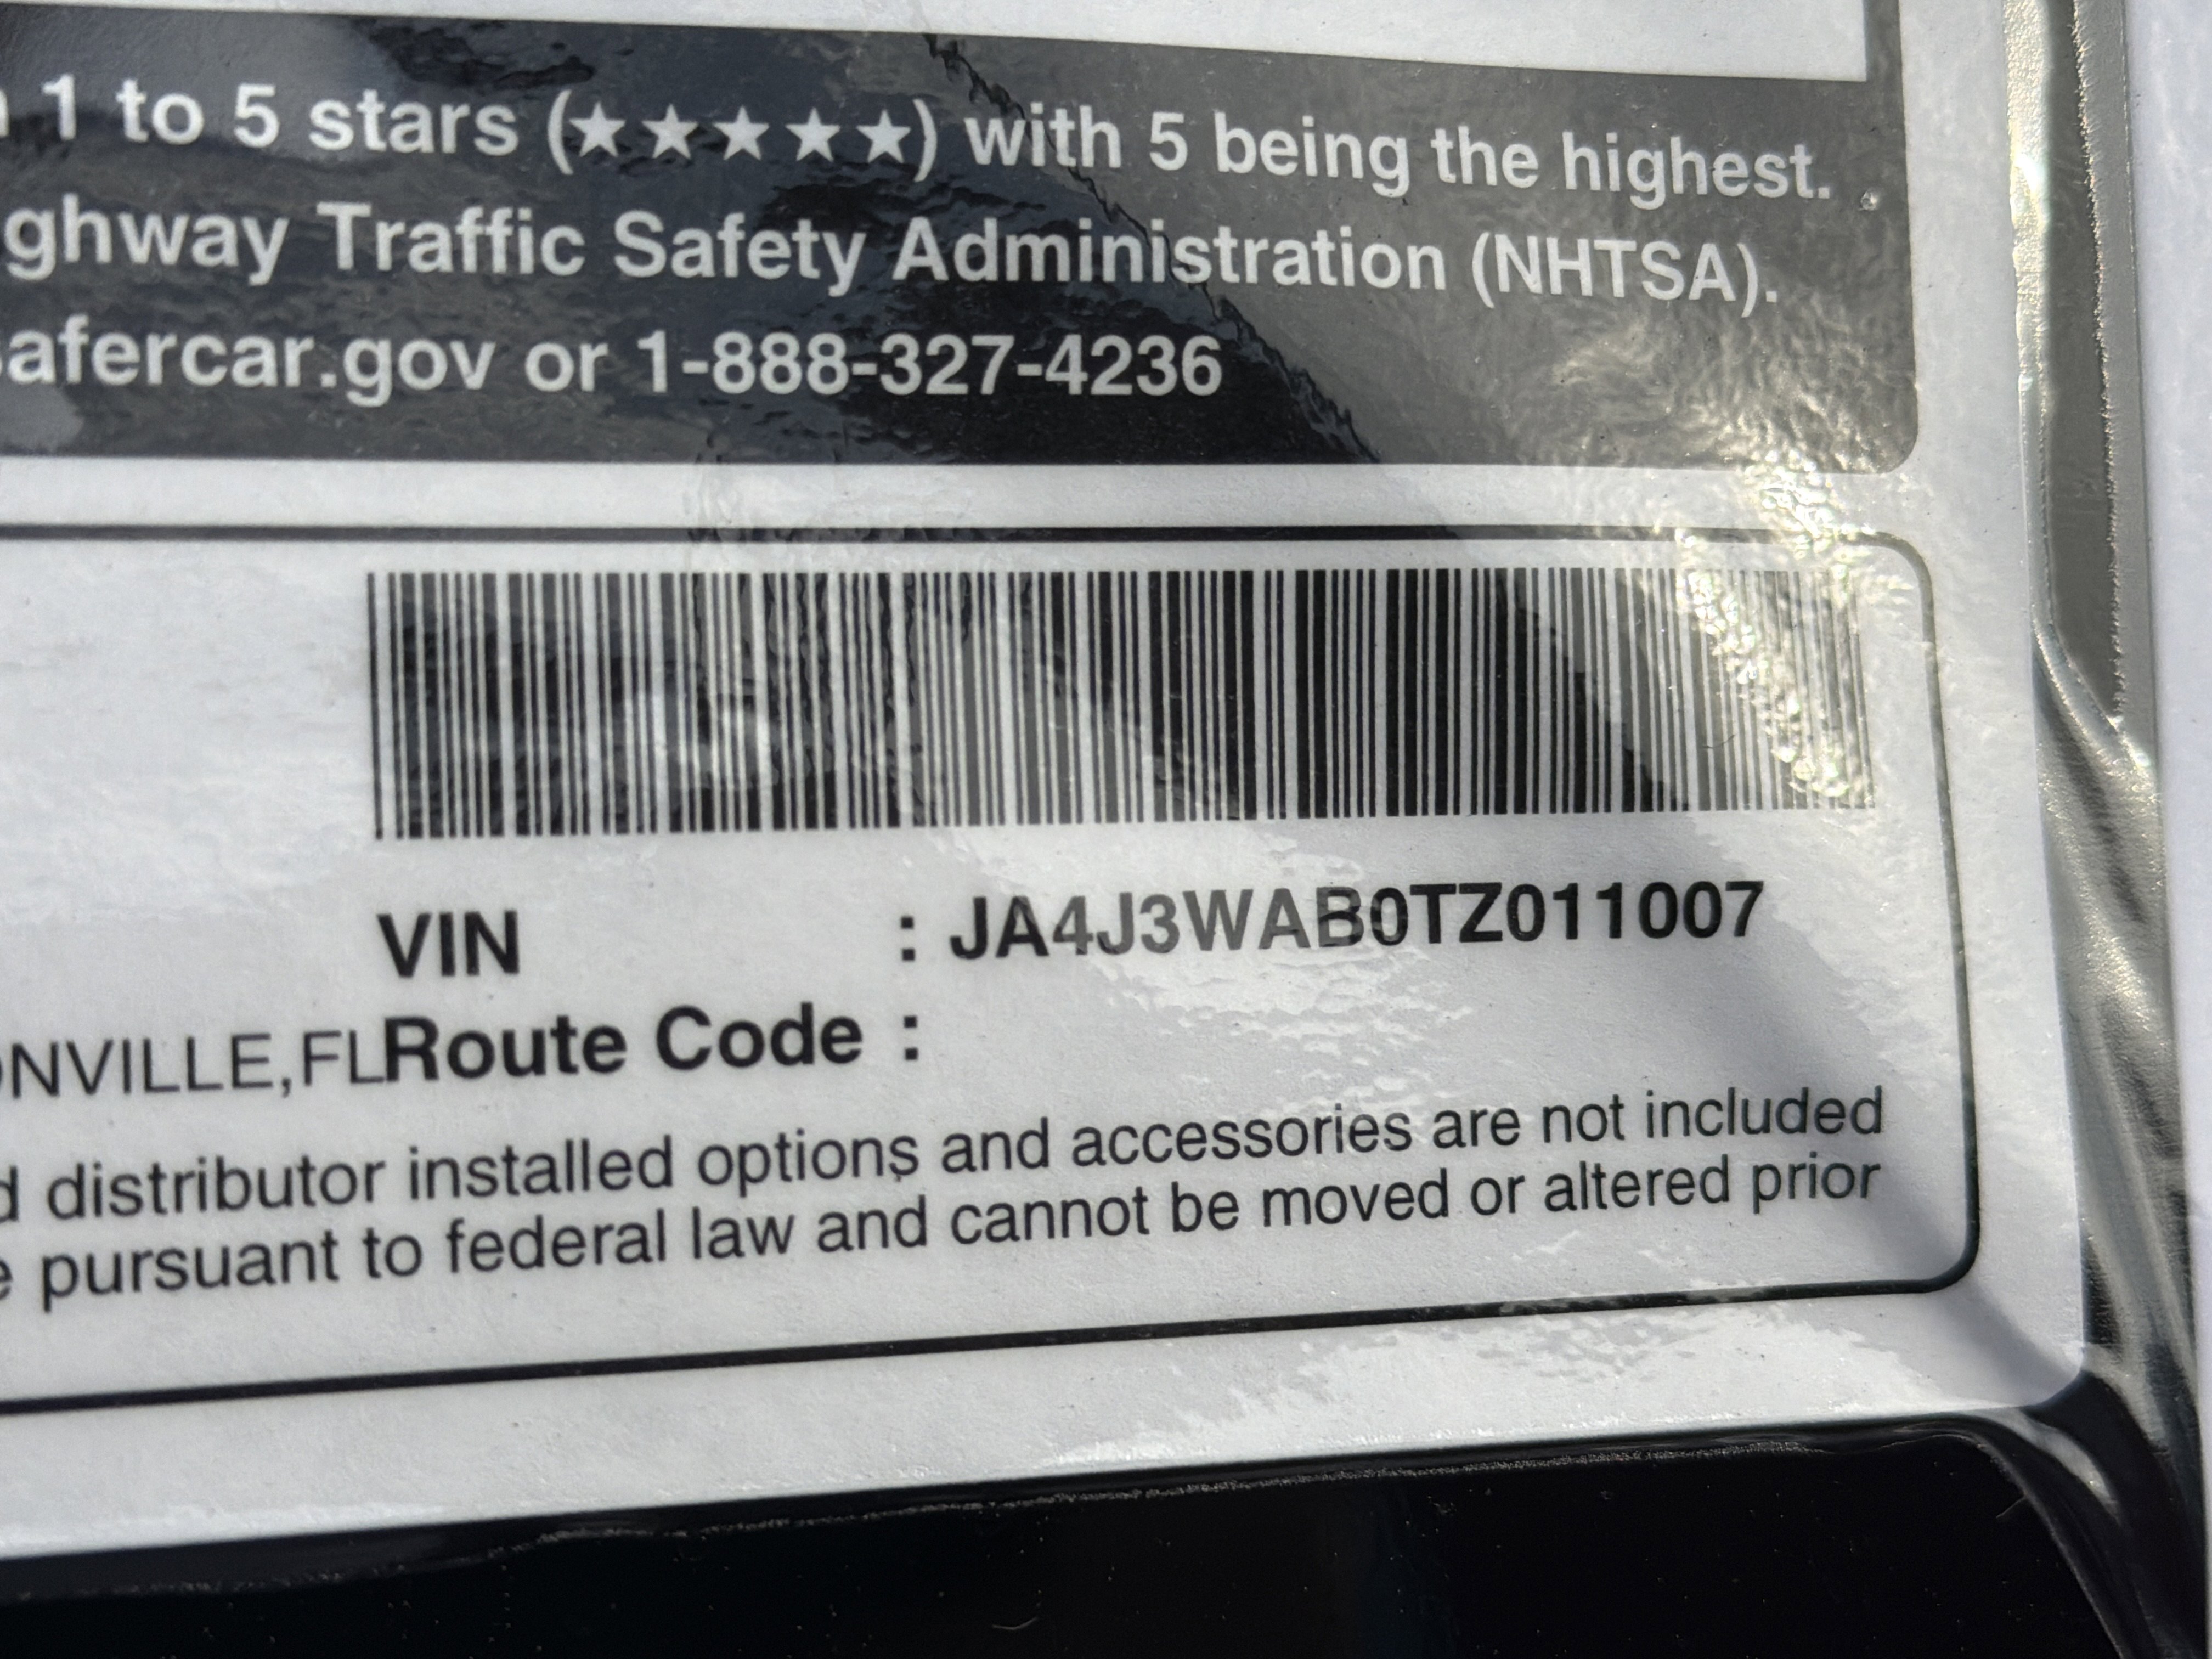 1 to 5 stars (★★★★★) with 5 being the highest.
ghway Traffic Safety Administration (NHTSA).
afercar.gov or 1-888-327-4236
VIN : JA4J3WAB0TZ011007
NVILLE,FLRoute Code :
d distributor installed options and accessories are not included
e pursuant to federal law and cannot be moved or altered prior